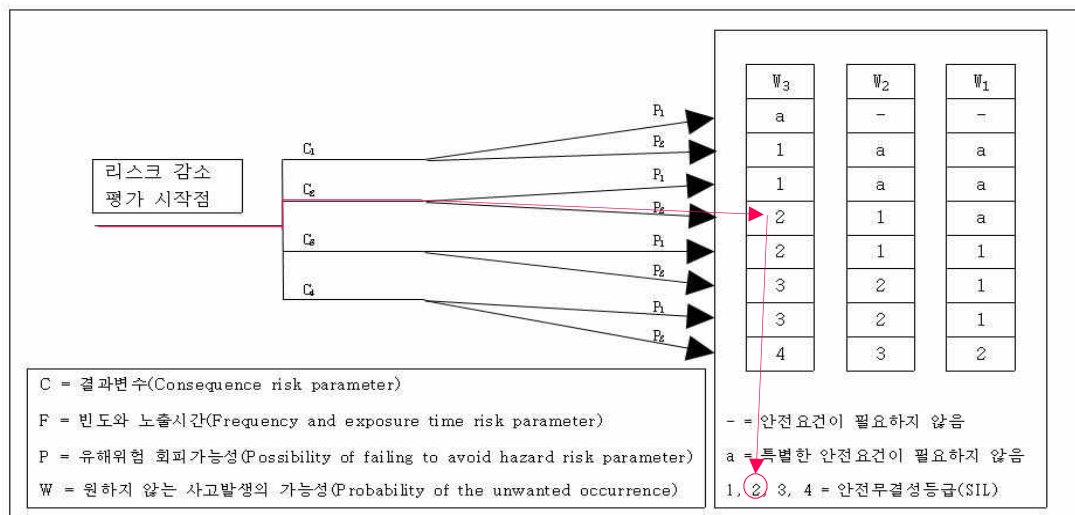 W₃ W₂ W₁
P₁ a - -
C₁ P₂ 1 a a
리스크 감소
P₁ 1 a a
평가 시작점 C₂
P₂ 2 1 a
C₃ P₁ 2 1 1
P₂ 3 2 1
C₄ P₁ 3 2 1
P₂ 4 3 2
C = 결과변수(Consequence risk parameter)
F = 빈도와 노출시간(Frequency and exposure time risk parameter)
P = 유해위험 회피가능성(Possibility of failing to avoid hazard risk parameter)
W = 원하지 않는 사고발생의 가능성(Probability of the unwanted occurrence)
- = 안전요건이 필요하지 않음
a = 특별한 안전요건이 필요하지 않음
1, 2, 3, 4 = 안전무결성등급(SIL)